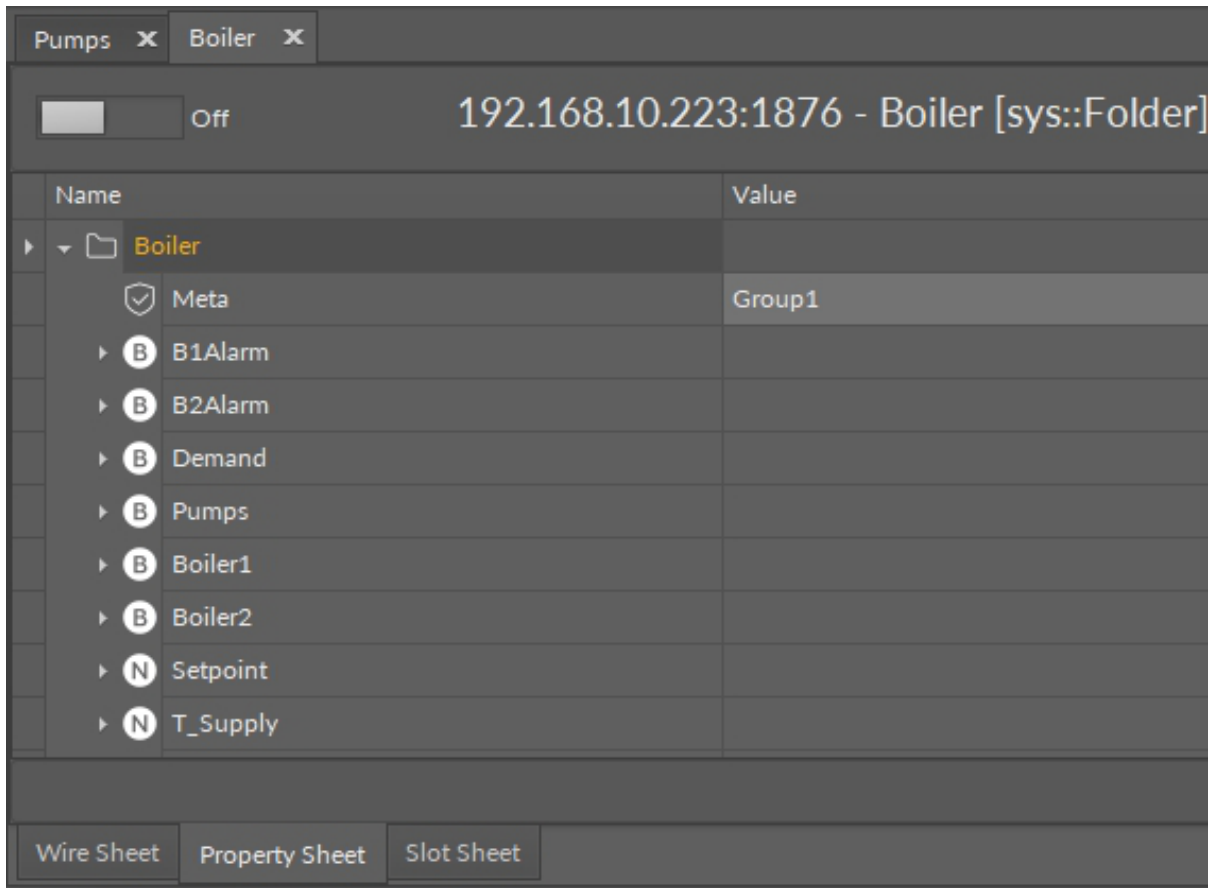 Pumps x Boiler x
Off 192.168.10.223:1876 - Boiler [sys::Folder]
Name Value
Boiler
Meta Group1
B B1Alarm
B B2Alarm
B Demand
B Pumps
B Boiler1
B Boiler2
N Setpoint
N T_Supply
Wire Sheet Property Sheet Slot Sheet